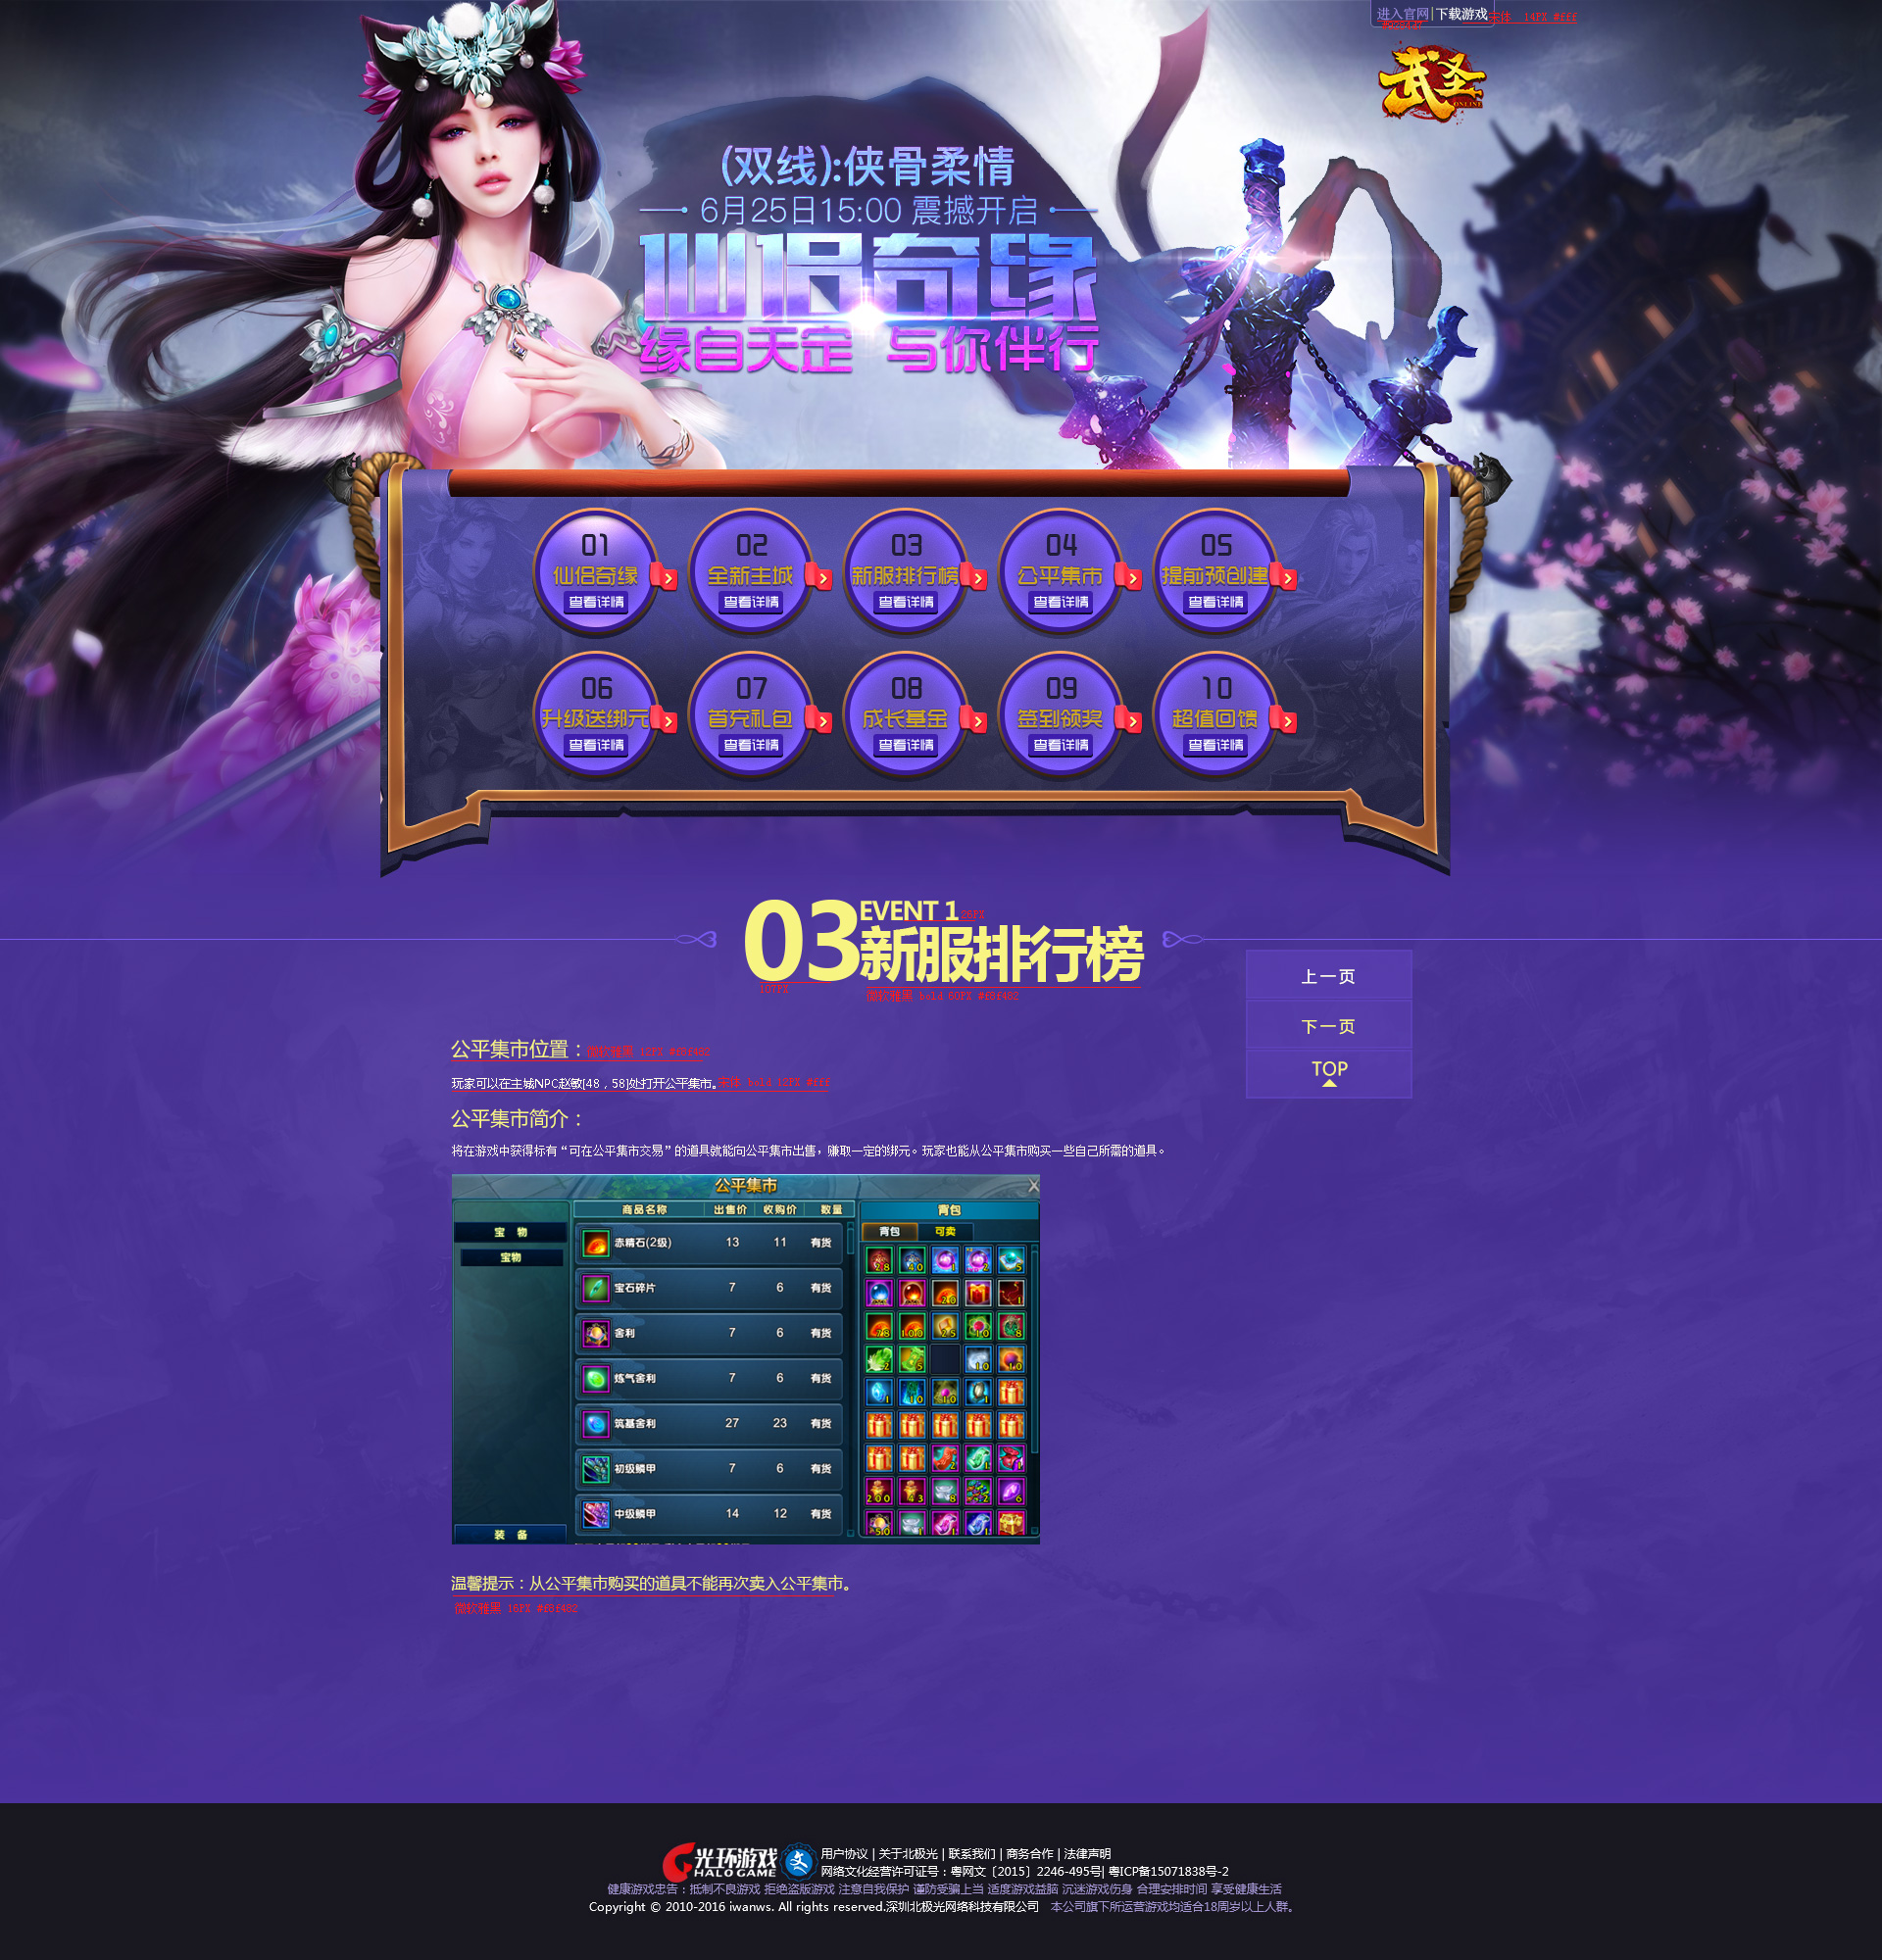 进入官网|下载游戏
宋体 14PX #fff
武圣
ONLINE
(双线):侠骨柔情
6月25日15:00 震撼开启
仙侣奇缘
缘自天定 与你伴行
01
仙侣奇缘
查看详情
02
全新主城
查看详情
03
新服排行榜
查看详情
04
公平集市
查看详情
05
提前预创建
查看详情
06
升级送绑元
查看详情
07
首充礼包
查看详情
08
成长基金
查看详情
09
签到领奖
查看详情
10
超值回馈
查看详情
03
EVENT 1
26PX
新服排行榜
107PX
微软雅黑 bold 60PX #f8f482
上一页
下一页
TOP
公平集市位置：
微软雅黑 12PX #f8f482
玩家可以在主城NPC赵敏[48，58]处打开公平集市。
宋体 bold 12PX #fff
公平集市简介：
将在游戏中获得标有“可在公平集市交易”的道具就能向公平集市出售，赚取一定的绑元。玩家也能从公平集市购买一些自己所需的道具。
公平集市
商品名称 出售价 收购价 数量
背包
背包 可卖
宝 物
宝物
赤精石(2级) 13 11 有货
宝石碎片 7 6 有货
舍利 7 6 有货
炼气舍利 7 6 有货
筑基舍利 27 23 有货
初级鳞甲 7 6 有货
中级鳞甲 14 12 有货
装 备
温馨提示：从公平集市购买的道具不能再次卖入公平集市。
微软雅黑 16PX #f8f482
光环游戏
HALO GAME
文
用户协议 | 关于北极光 | 联系我们 | 商务合作 | 法律声明
网络文化经营许可证号：粤网文〔2015〕2246-495号| 粤ICP备15071838号-2
健康游戏忠告：抵制不良游戏 拒绝盗版游戏 注意自我保护 谨防受骗上当 适度游戏益脑 沉迷游戏伤身 合理安排时间 享受健康生活
Copyright © 2010-2016 iwanws. All rights reserved.深圳北极光网络科技有限公司 本公司旗下所运营游戏均适合18周岁以上人群。